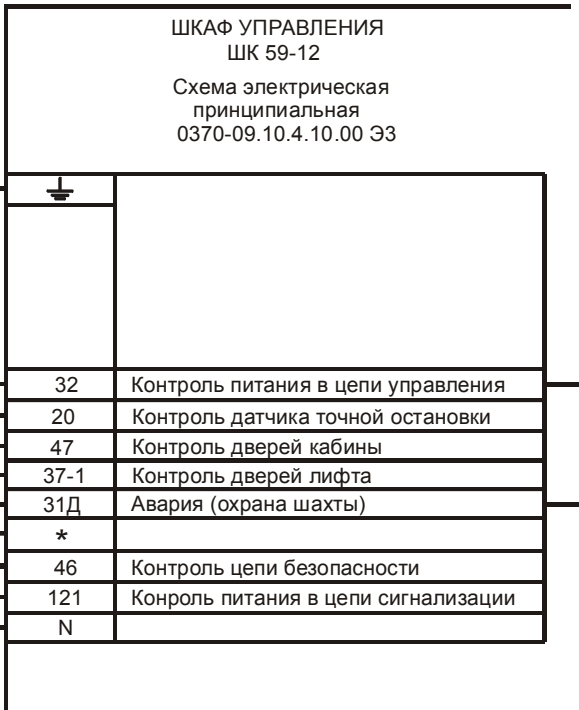 ШКАФ УПРАВЛЕНИЯ
ШК 59-12
Схема электрическая
принципиальная
0370-09.10.4.10.00 ЭЗ
32 Контроль питания в цепи управления
20 Контроль датчика точной остановки
47 Контроль дверей кабины
37-1 Контроль дверей лифта
31Д Авария (охрана шахты)
*
46 Контроль цепи безопасности
121 Конроль питания в цепи сигнализации
N